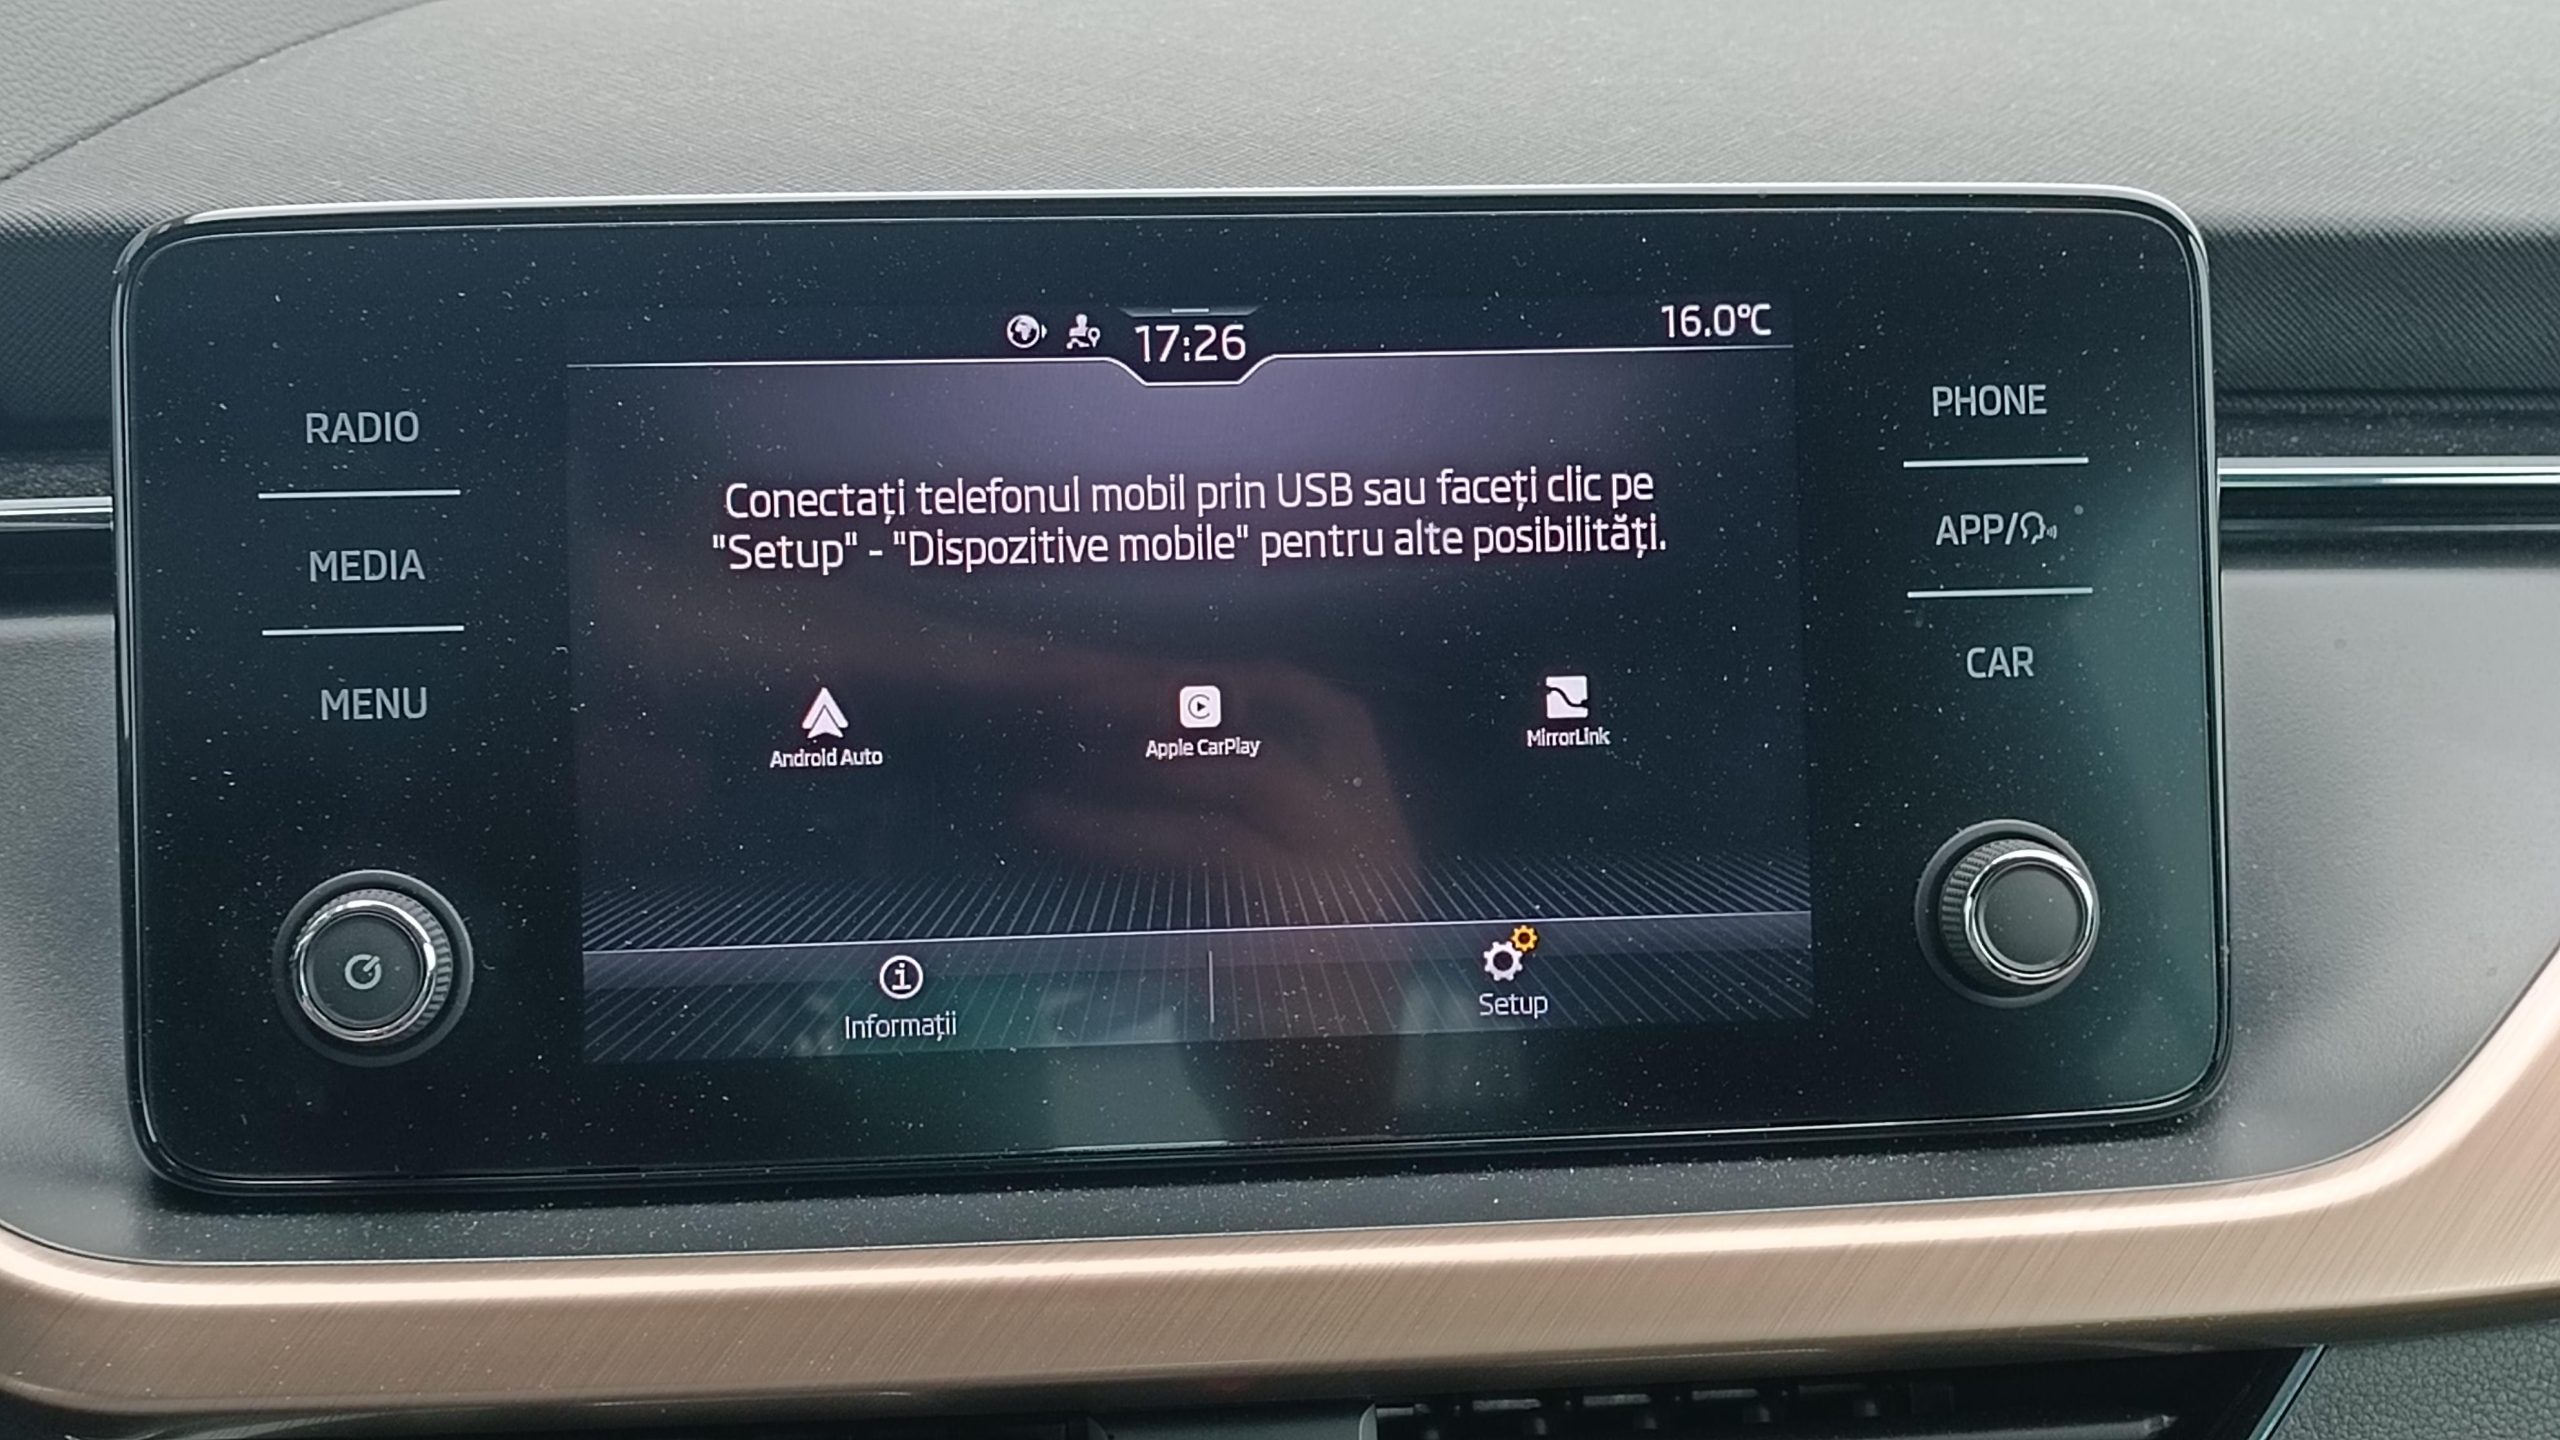 17:26
16.0°C
RADIO
MEDIA
MENU
Conectați telefonul mobil prin USB sau faceți clic pe
"Setup" - "Dispozitive mobile" pentru alte posibilități.
Android Auto
Apple CarPlay
MirrorLink
Informații
Setup
PHONE
APP/
CAR